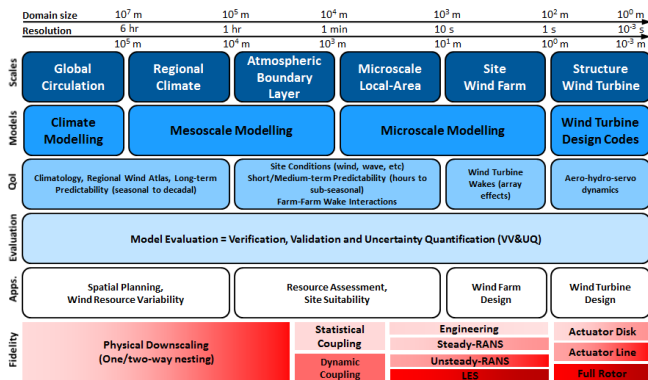 Domain size 10⁷ m 10⁵ m 10⁴ m 10³ m 10² m 10⁰ m
Resolution 6 hr 1 hr 1 min 10 s 1 s 10⁻³ s
10⁵ m 10⁴ m 10³ m 10¹ m 10⁰ m 10⁻³ m
Scales
Global
Circulation
Regional
Climate
Atmospheric
Boundary
Layer
Microscale
Local-Area
Site
Wind Farm
Structure
Wind Turbine
Models
Climate
Modelling
Mesoscale Modelling
Microscale Modelling
Wind Turbine
Design Codes
QoI
Climatology, Regional Wind Atlas, Long-term
Predictability (seasonal to decadal)
Site Conditions (wind, wave, etc)
Short/Medium-term Predictability (hours to
sub-seasonal)
Farm-Farm Wake Interactions
Wind Turbine
Wakes (array
effects)
Aero-hydro-servo
dynamics
Evaluation
Model Evaluation = Verification, Validation and Uncertainty Quantification (VV&UQ)
Apps.
Spatial Planning,
Wind Resource Variability
Resource Assessment,
Site Suitability
Wind Farm
Design
Wind Turbine
Design
Fidelity
Physical Downscaling
(One/two-way nesting)
Statistical
Coupling
Dynamic
Coupling
Engineering
Steady-RANS
Unsteady-RANS
LES
Actuator Disk
Actuator Line
Full Rotor